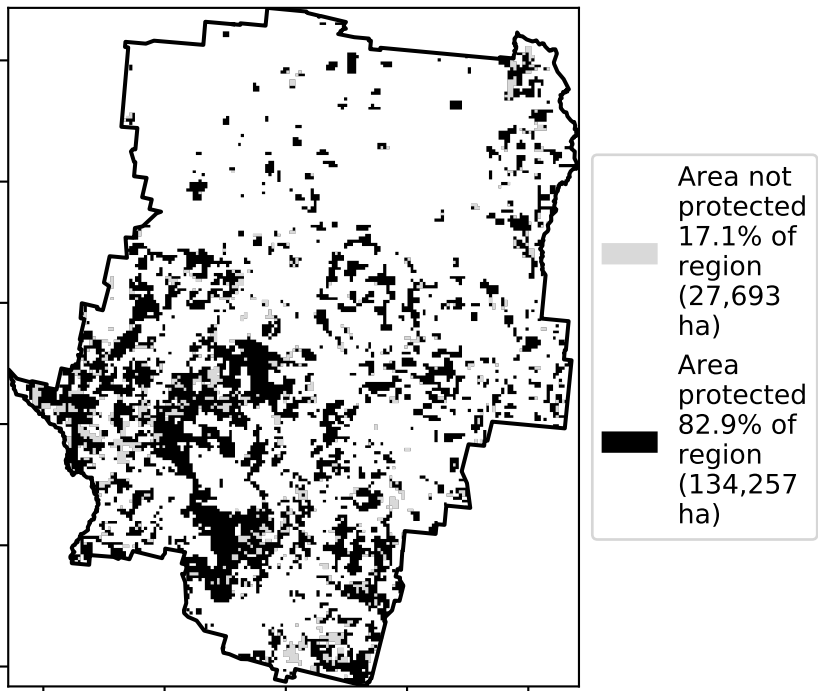 Area not
protected
17.1% of
region
(27,693
ha)
Area
protected
82.9% of
region
(134,257
ha)